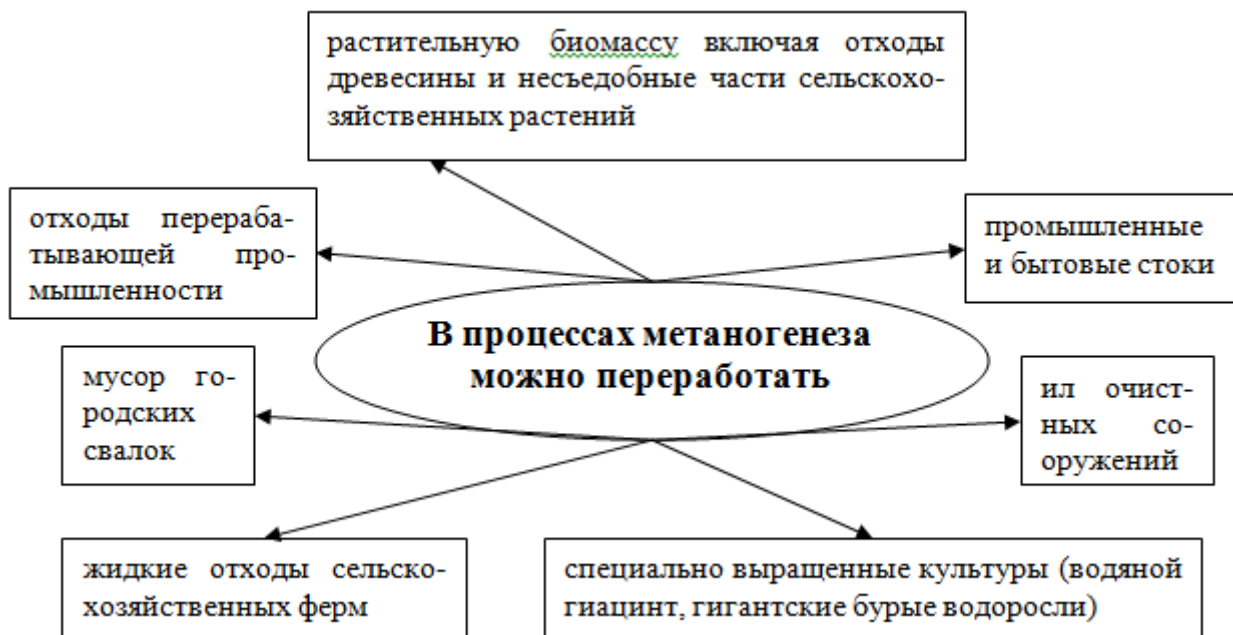 растительную биомассу включая отходы
древесины и несъедобные части сельскохо-
зяйственных растений
отходы перераба-
тывающей про-
мышленности
промышленные
и бытовые стоки
В процессах метаногенеза
можно переработать
мусор го-
родских
свалок
ил очист-
ных со-
оружений
жидкие отходы сельско-
хозяйственных ферм
специально выращенные культуры (водяной
гиацинт, гигантские бурые водоросли)